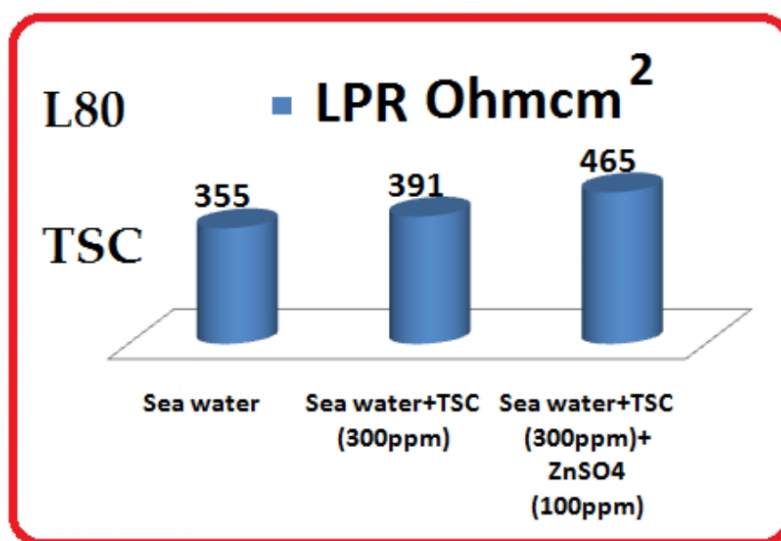 L80
LPR Ohmcm²
TSC
355
391
465
Sea water
Sea water+TSC
(300ppm)
Sea water+TSC
(300ppm)+
ZnSO4
(100ppm)